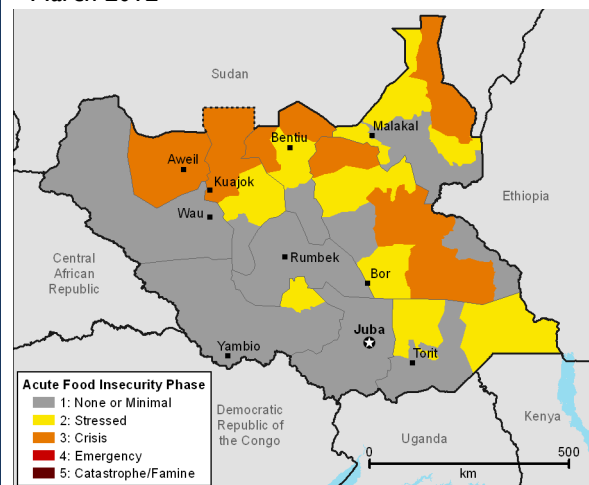 March 2012
Sudan
Malakal
Bentiu
Aweil
Kuajok
Ethiopia
Wau
Central
African
Republic
Rumbek
Bor
Juba
Yambio
Torit
Acute Food Insecurity Phase
1: None or Minimal
2: Stressed
3: Crisis
4: Emergency
5: Catastrophe/Famine
Democratic
Republic of
the Congo
Uganda
Kenya
0 500
km